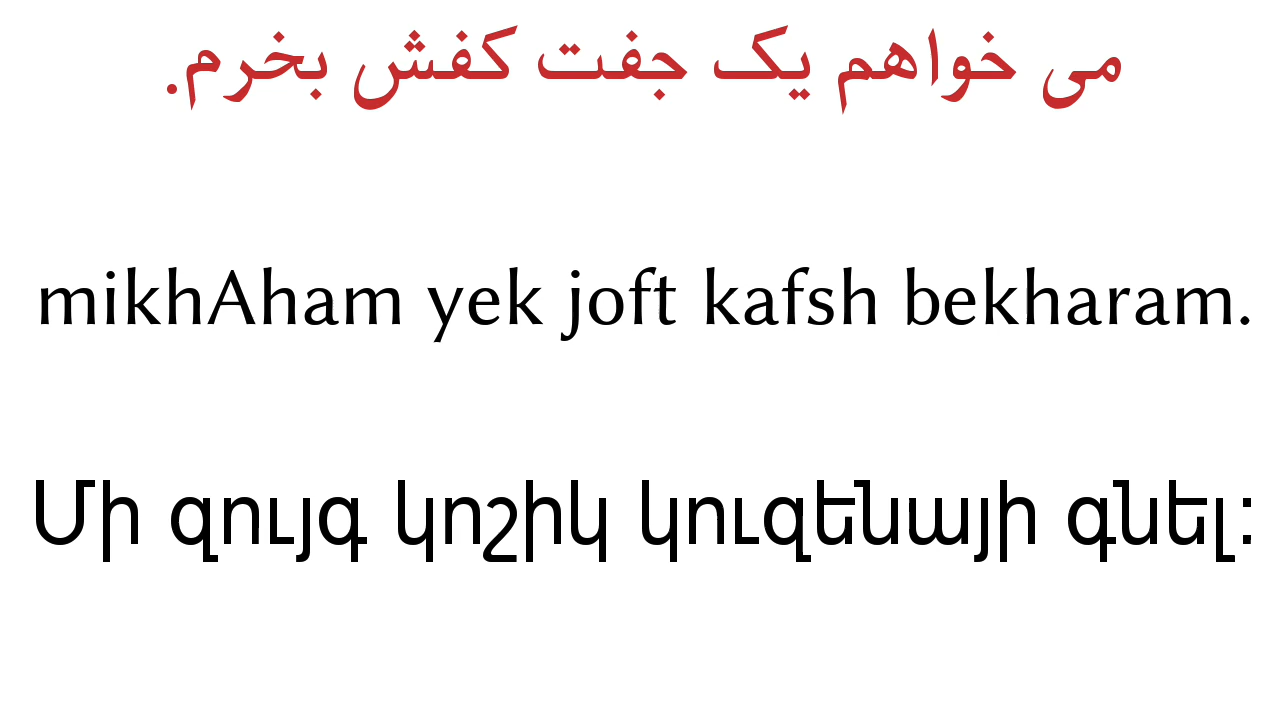 می خواهم یک جفت کفش بخرم.
mikhAham yek joft kafsh bekharam.
Մի զույգ կոշիկ կուզենայի գնել: